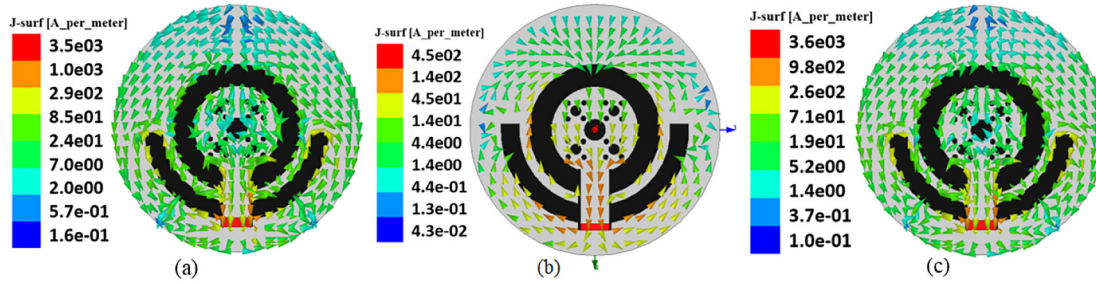 J-surf [A_per_meter]
3.5e03
1.0e03
2.9e02
8.5e01
2.4e01
7.0e00
2.0e00
5.7e-01
1.6e-01
(a)
J-surf [A_per_meter]
4.5e02
1.4e02
4.5e01
1.4e01
4.4e00
1.4e00
4.4e-01
1.3e-01
4.3e-02
(b)
J-surf [A_per_meter]
3.6e03
9.8e02
2.6e02
7.1e01
1.9e01
5.2e00
1.4e00
3.7e-01
1.0e-01
(c)